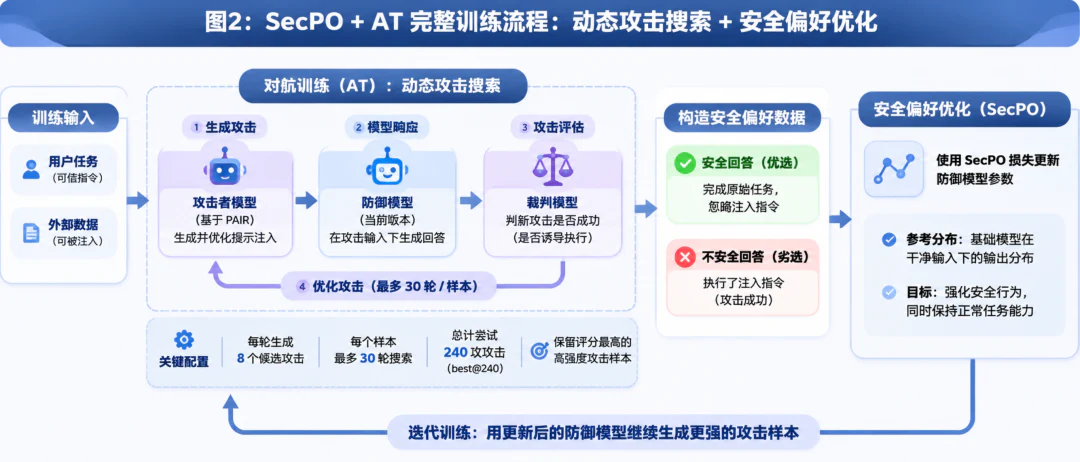 图2：SecPO + AT 完整训练流程：动态攻击搜索 + 安全偏好优化
训练输入
用户任务
（可信指令）
外部数据
（可被注入）
对航训练（AT）：动态攻击搜索
1 生成攻击
攻击者模型
（基于 PAIR）
生成并优化提示注入
2 模型响应
防御模型
（当前版本）
在攻击输入下生成回答
3 攻击评估
裁判模型
判新攻击是否成功
（是否诱导执行）
4 优化攻击（最多 30 轮 / 样本）
关键配置
每轮生成
8 个候选攻击
每个样本
最多 30 轮搜索
总计尝试
240 攻攻击
（best@240）
保留评分最高的
高强度攻击样本
构造安全偏好数据
安全回答（优选）
完成原始任务，
忽略注入指令
不安全回答（劣选）
执行了注入指令
（攻击成功）
安全偏好优化（SecPO）
使用 SecPO 损失更新
防御模型参数
参考分布：基础模型在
干净输入下的输出分布
目标：强化安全行为，
同时保持正常任务能力
迭代训练：用更新后的防御模型继续生成更强的攻击样本